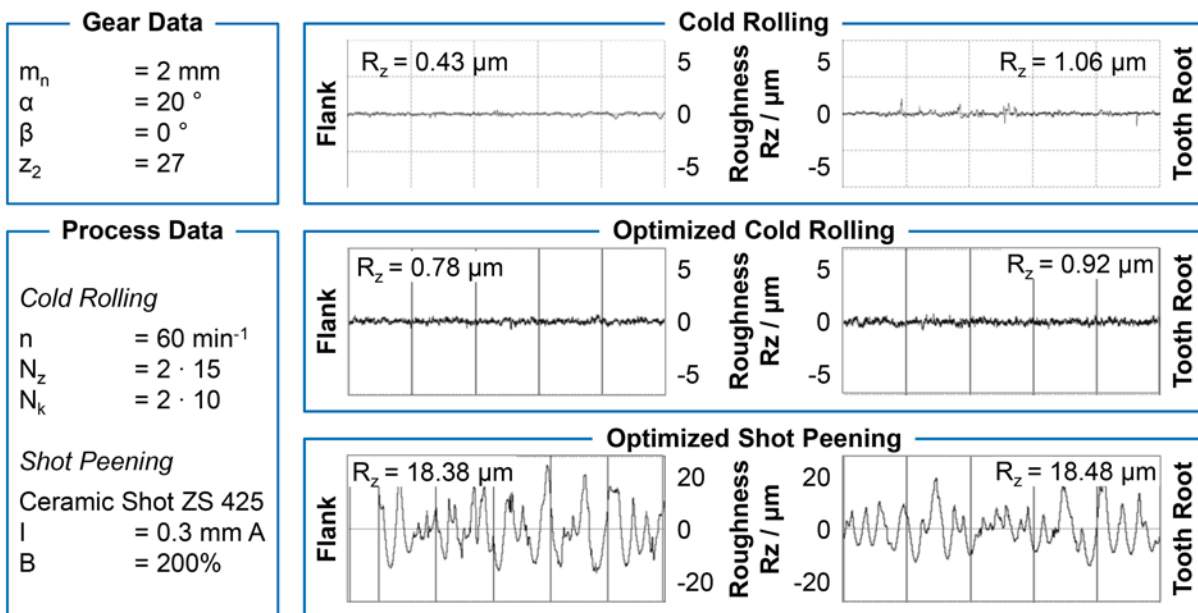 Gear Data
mn = 2 mm
α = 20 °
β = 0 °
z2 = 27
Process Data
Cold Rolling
n = 60 min-1
Nz = 2 · 15
Nk = 2 · 10
Shot Peening
Ceramic Shot ZS 425
I = 0.3 mm A
B = 200%
Cold Rolling
Flank
Rz = 0.43 µm
5
0
-5
Roughness
Rz / µm
5
0
-5
Rz = 1.06 µm
Tooth Root
Optimized Cold Rolling
Flank
Rz = 0.78 µm
5
0
-5
Roughness
Rz / µm
5
0
-5
Rz = 0.92 µm
Tooth Root
Optimized Shot Peening
Flank
Rz = 18.38 µm
20
0
-20
Roughness
Rz / µm
20
0
-20
Rz = 18.48 µm
Tooth Root